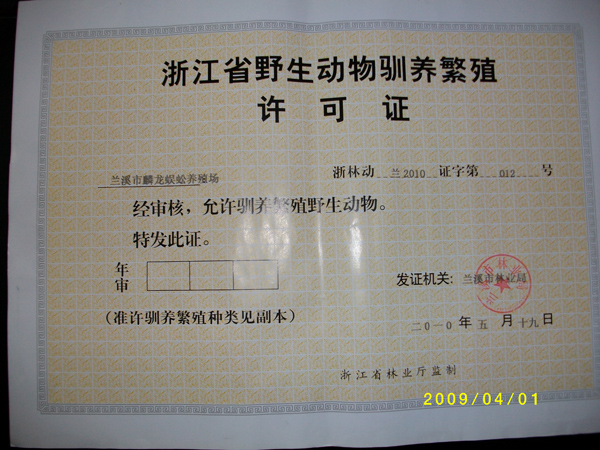 浙江省野生动物驯养繁殖
许可证
浙林动 兰2010 证字第 012 号
兰溪市麟龙蜈蚣养殖场
经审核，允许驯养繁殖野生动物。
特发此证。
年审
发证机关：兰溪市林业局
（准许驯养繁殖种类见副本）
二0一0年五月十九日
浙江省林业厅监制
2009/04/01